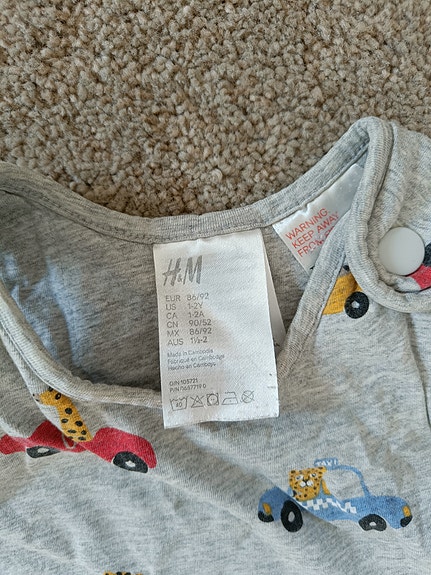 H&M
EUR 86/92
US 1-2Y
CA 1-2A
CN 90/52
MX 86/92
AUS 1½-2
Made in Cambodia
Fabriqué en Cambodge
Hecho en Camboya
WARNING
KEEP AWAY
FROM
TAXI